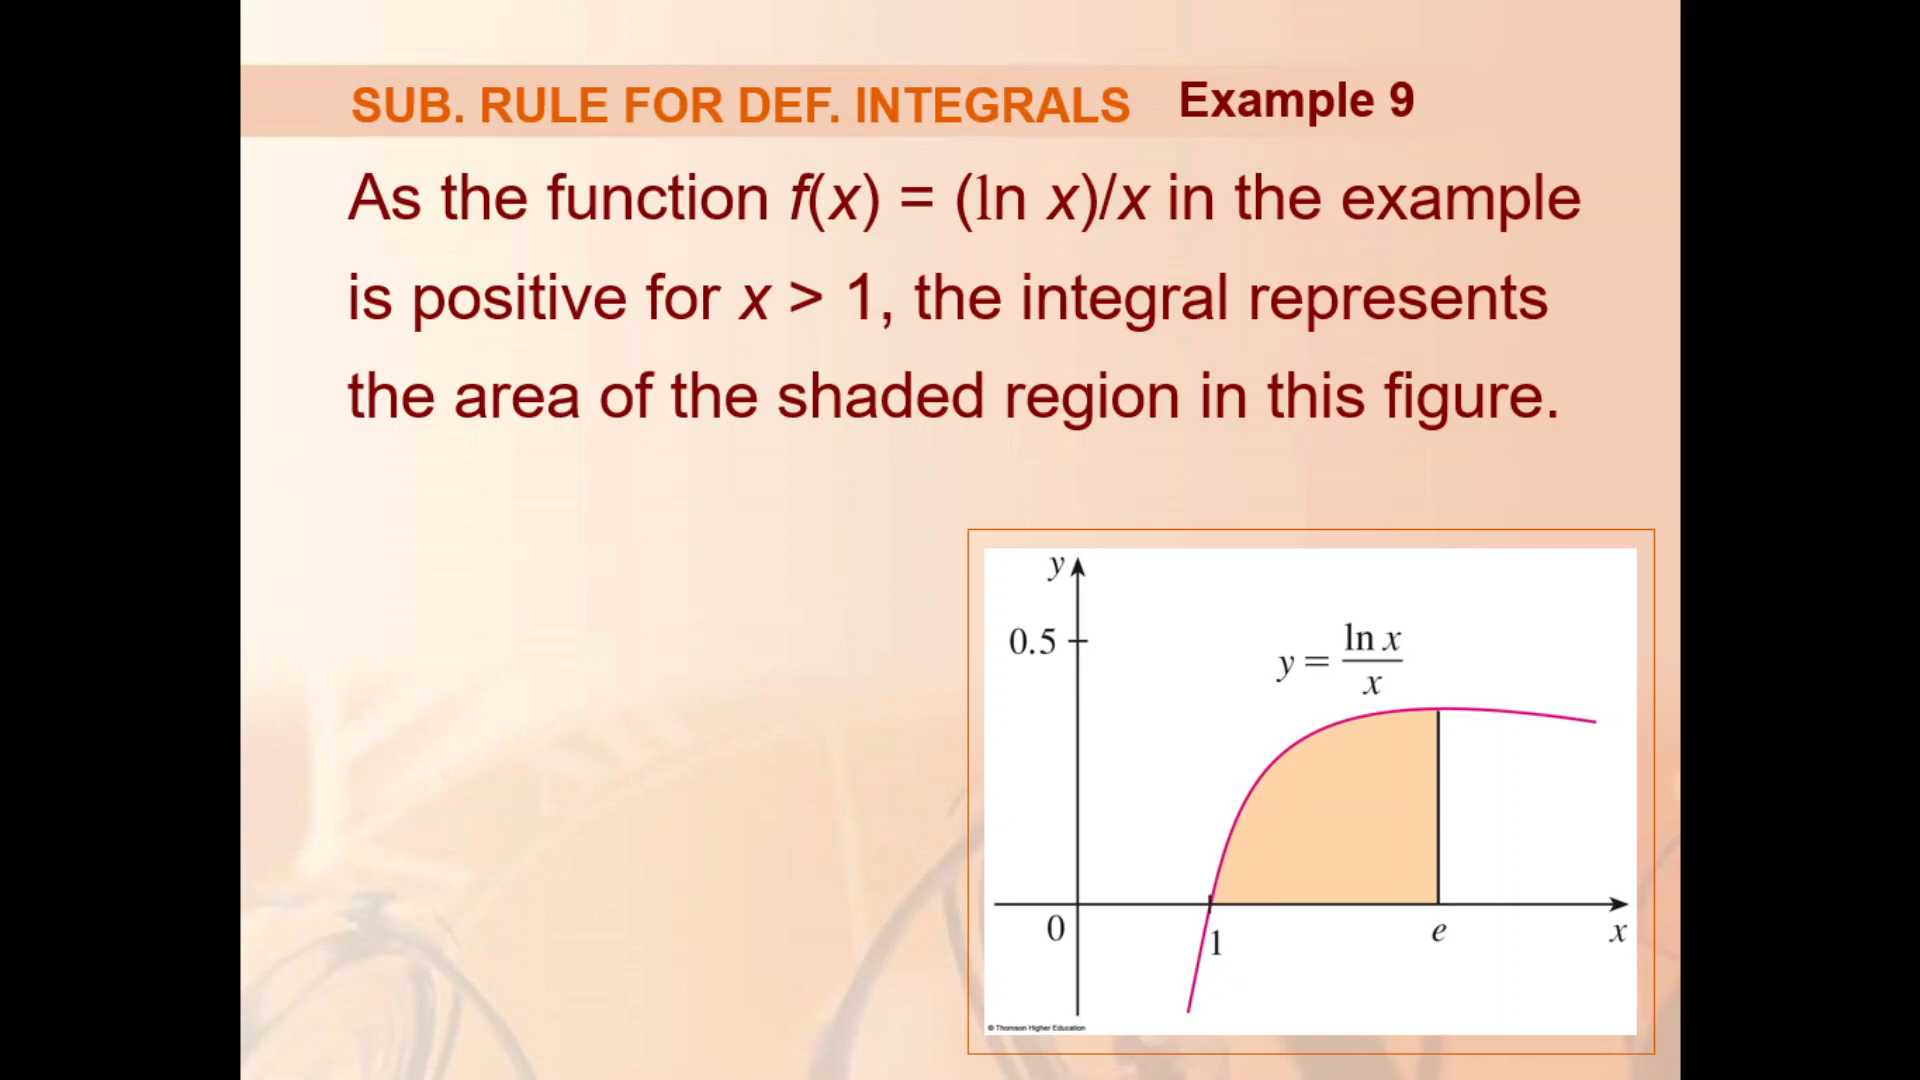 SUB. RULE FOR DEF. INTEGRALS Example 9
As the function f(x) = (ln x)/x in the example
is positive for x > 1, the integral represents
the area of the shaded region in this figure.
y
0.5
y = ln x / x
0
1
e
x
© Thomson Higher Education